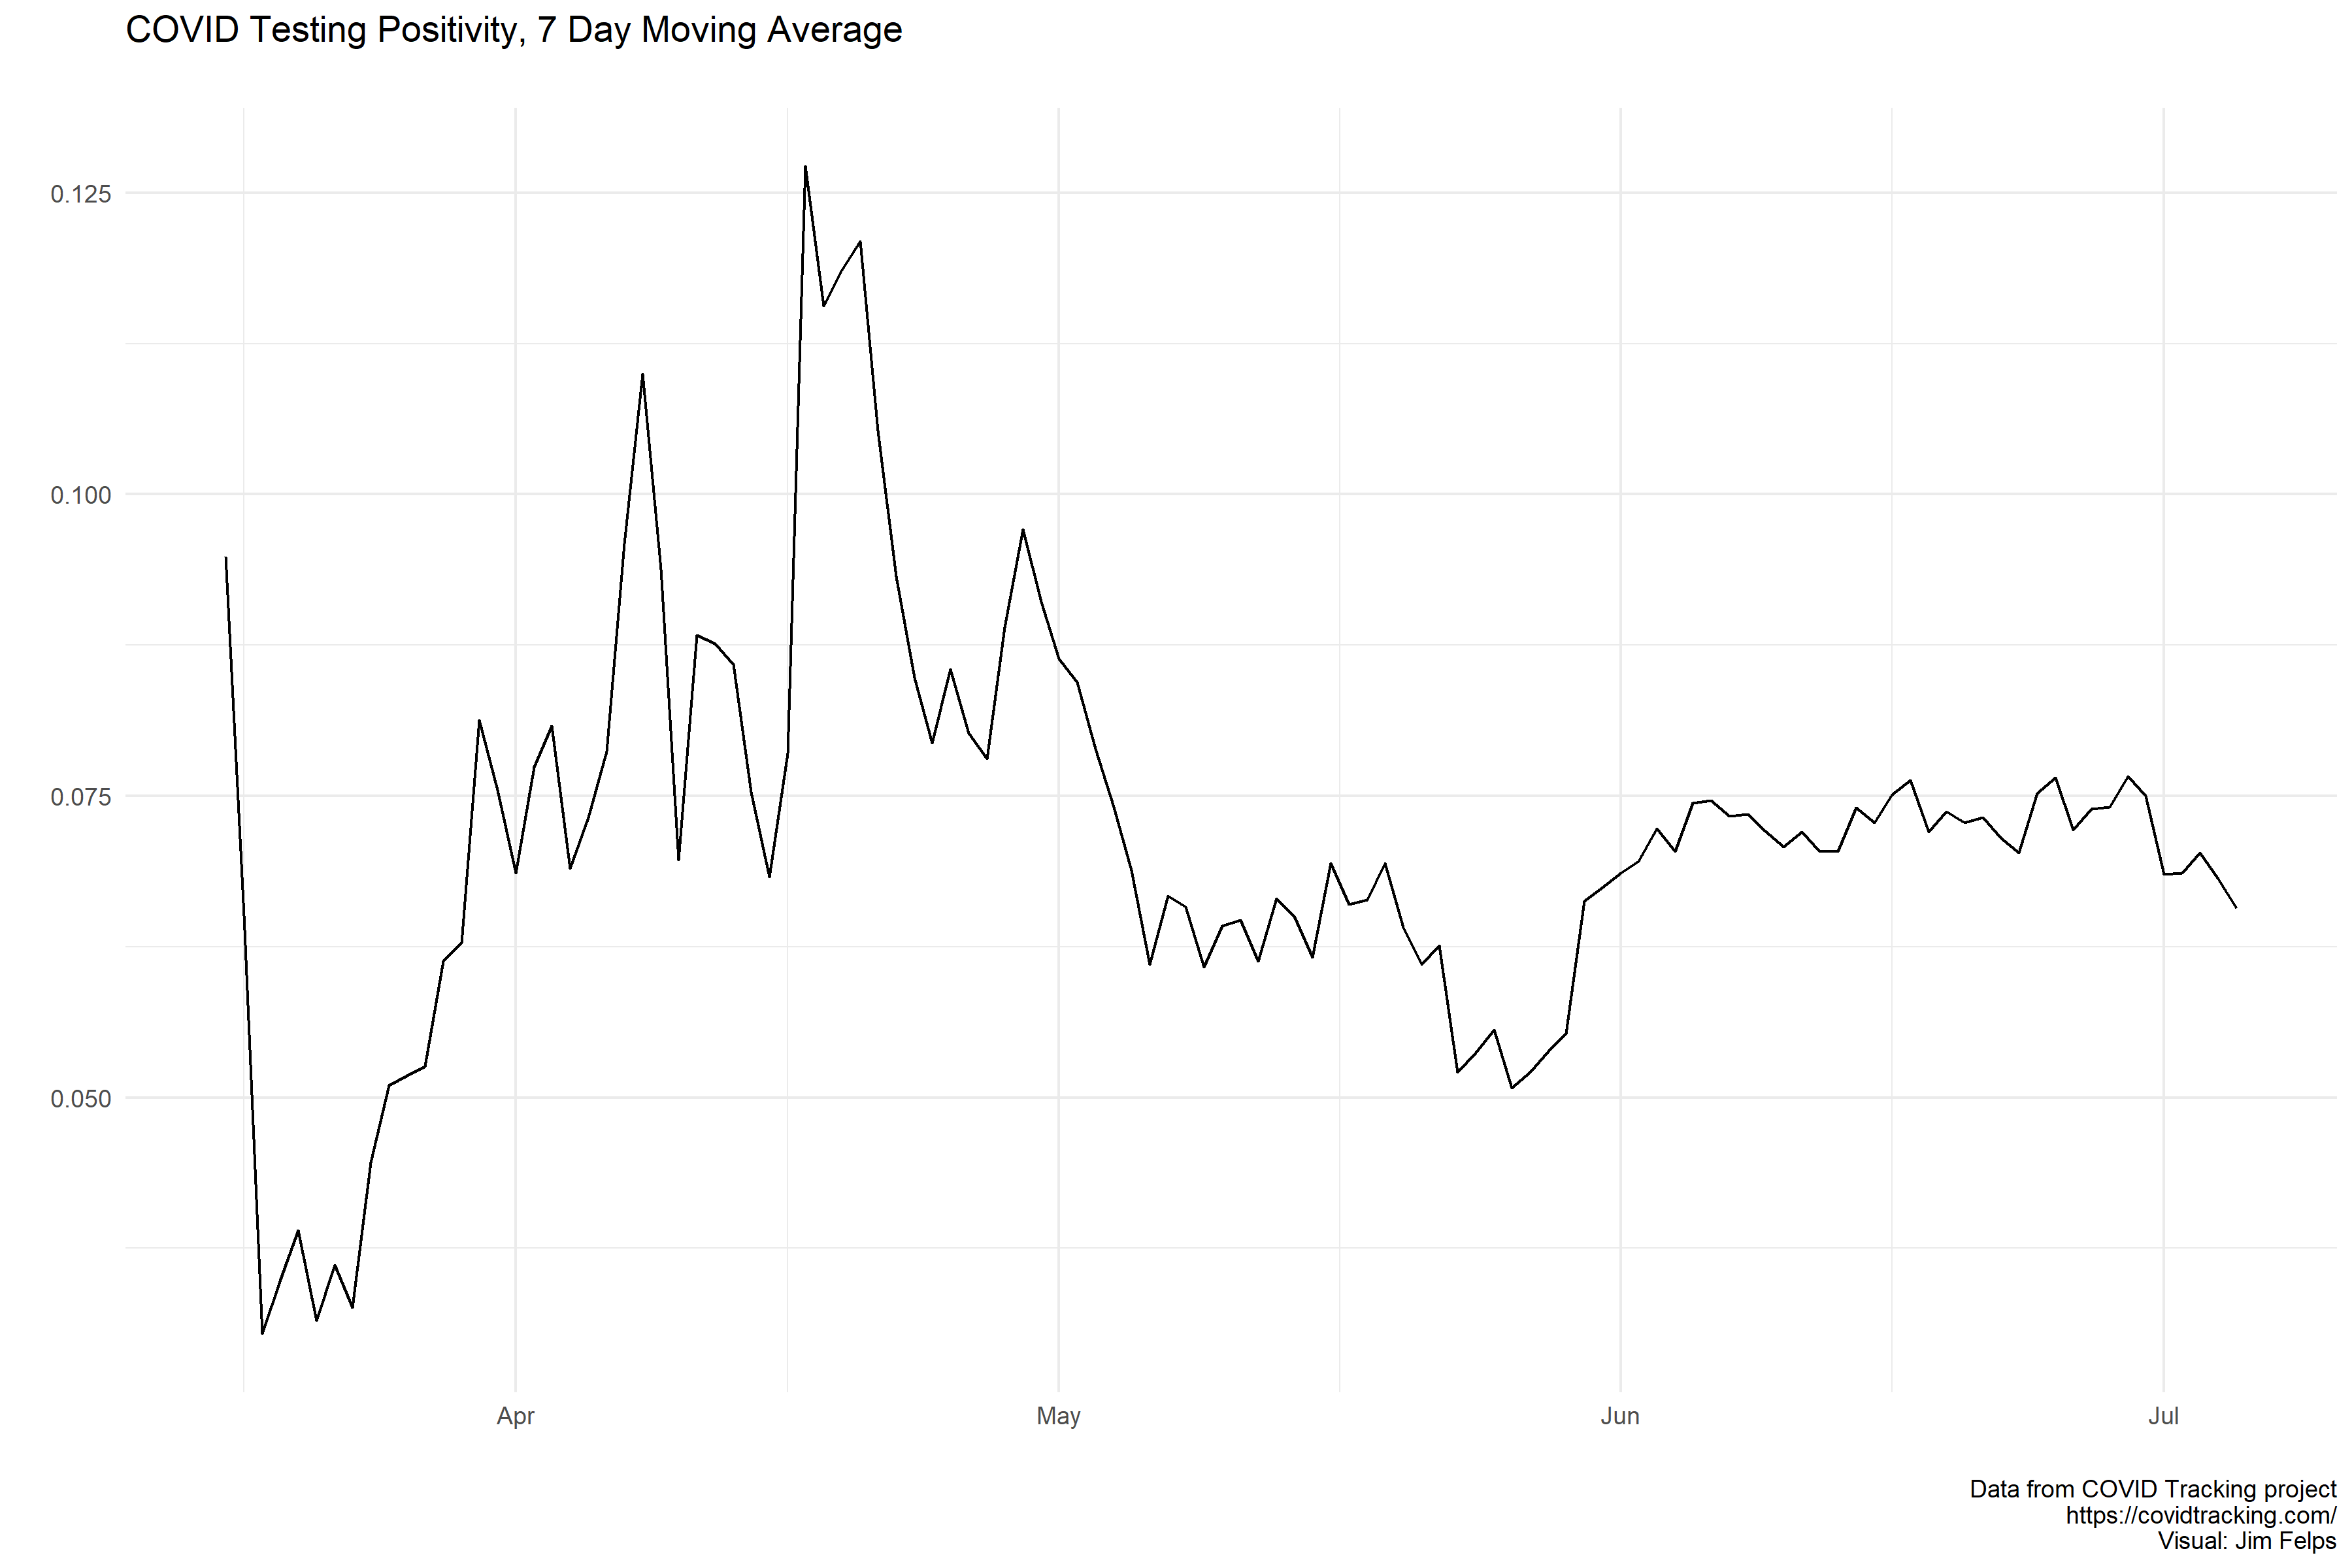 COVID Testing Positivity, 7 Day Moving Average
0.125
0.100
0.075
0.050
Apr
May
Jun
Jul
Data from COVID Tracking project
https://covidtracking.com/
Visual: Jim Felps